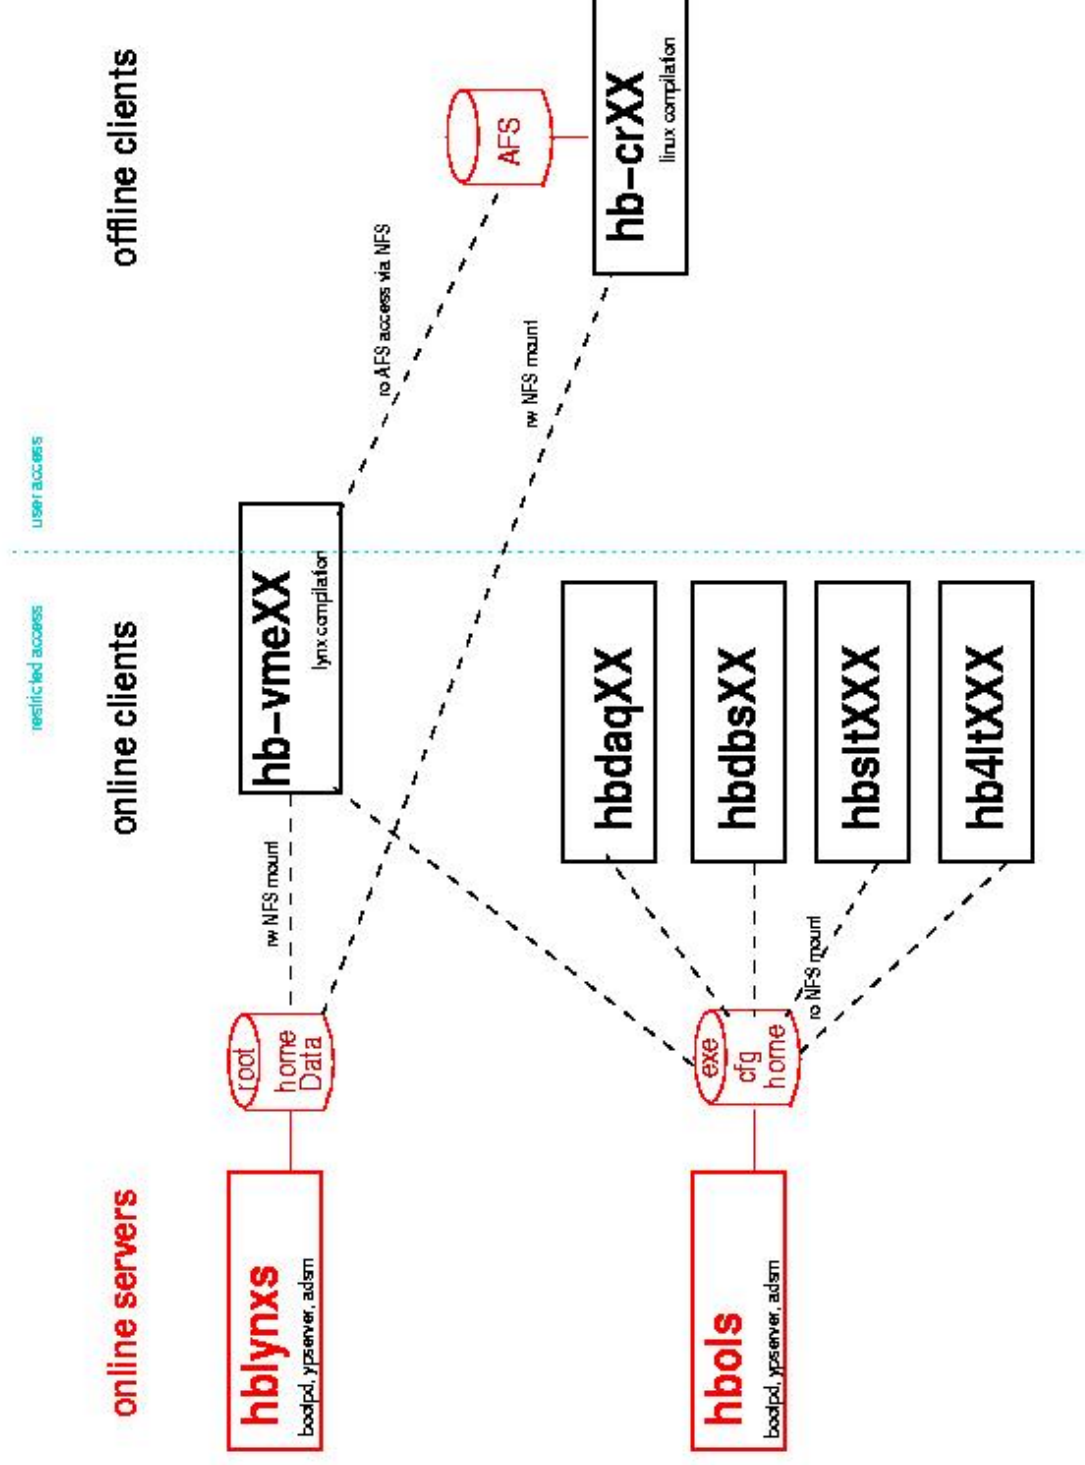 restricted access
user access
online servers
online clients
offline clients
root
home
Data
hblynxs
bootpd, ypserver, adsm
rw NFS mount
hb-vmeXX
lynx compilation
ro AFS access via NFS
AFS
rw NFS mount
hb-crXX
linux compilation
hbdaqXX
exe
cfg
home
hbols
bootpd, ypserver, adsm
hbdbsXX
ro NFS mount
hbsltXXX
hb4ltXXX